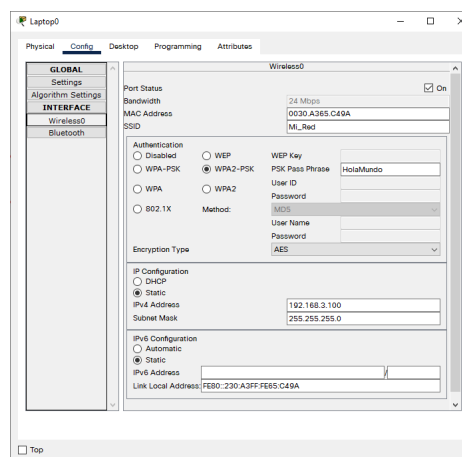 Laptop0
Physical Config Desktop Programming Attributes
GLOBAL
Settings
Algorithm Settings
INTERFACE
Wireless0
Bluetooth
Wireless0
Port Status On
Bandwidth 24 Mbps
MAC Address 0030.A365.C49A
SSID Mi_Red
Authentication
Disabled WEP WEP Key
WPA-PSK WPA2-PSK PSK Pass Phrase HolaMundo
User ID
WPA WPA2 Password
802.1X Method: MD5
User Name
Password
Encryption Type AES
IP Configuration
DHCP
Static
IPv4 Address 192.168.3.100
Subnet Mask 255.255.255.0
IPv6 Configuration
Automatic
Static
IPv6 Address /
Link Local Address: FE80::230:A3FF:FE65:C49A
Top